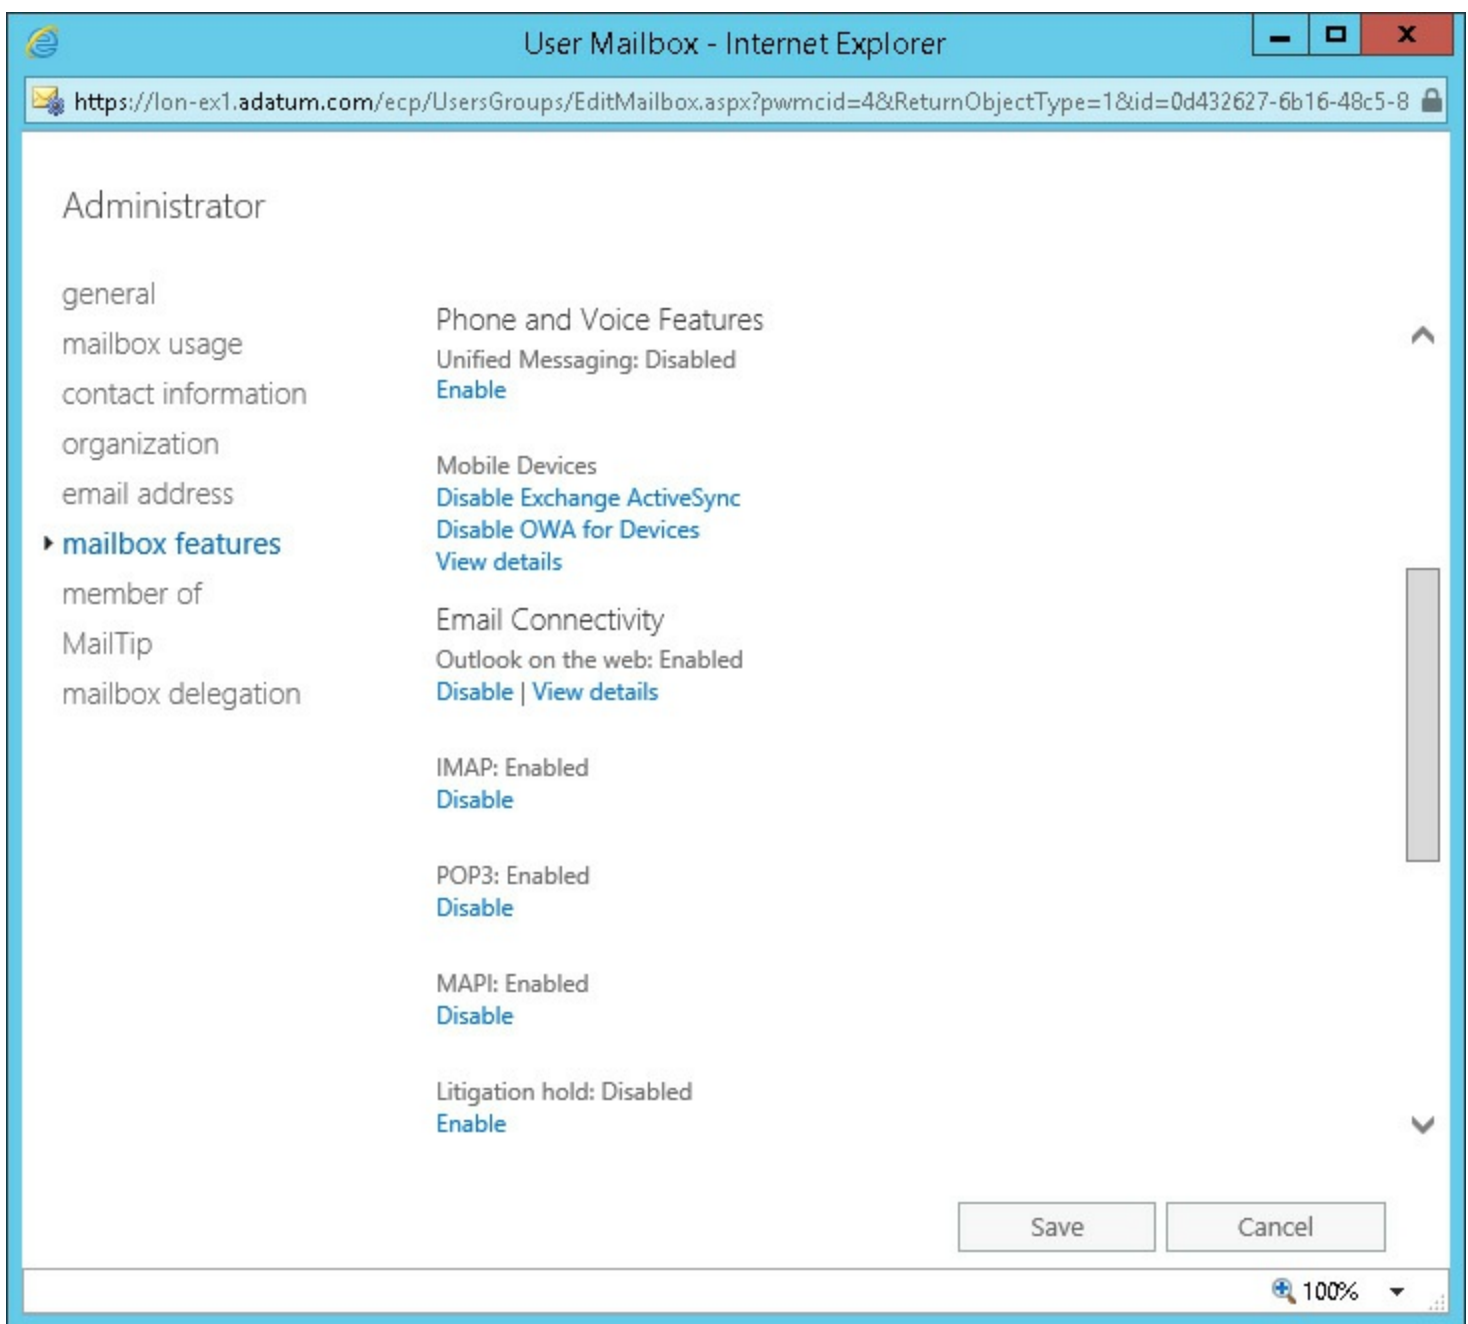 User Mailbox - Internet Explorer
https://lon-ex1.adatum.com/ecp/UsersGroups/EditMailbox.aspx?pwmcid=4&ReturnObjectType=1&id=0d432627-6b16-48c5-8
Administrator
general
mailbox usage
contact information
organization
email address
mailbox features
member of
MailTip
mailbox delegation
Phone and Voice Features
Unified Messaging: Disabled
Enable
Mobile Devices
Disable Exchange ActiveSync
Disable OWA for Devices
View details
Email Connectivity
Outlook on the web: Enabled
Disable | View details
IMAP: Enabled
Disable
POP3: Enabled
Disable
MAPI: Enabled
Disable
Litigation hold: Disabled
Enable
Save Cancel
100%